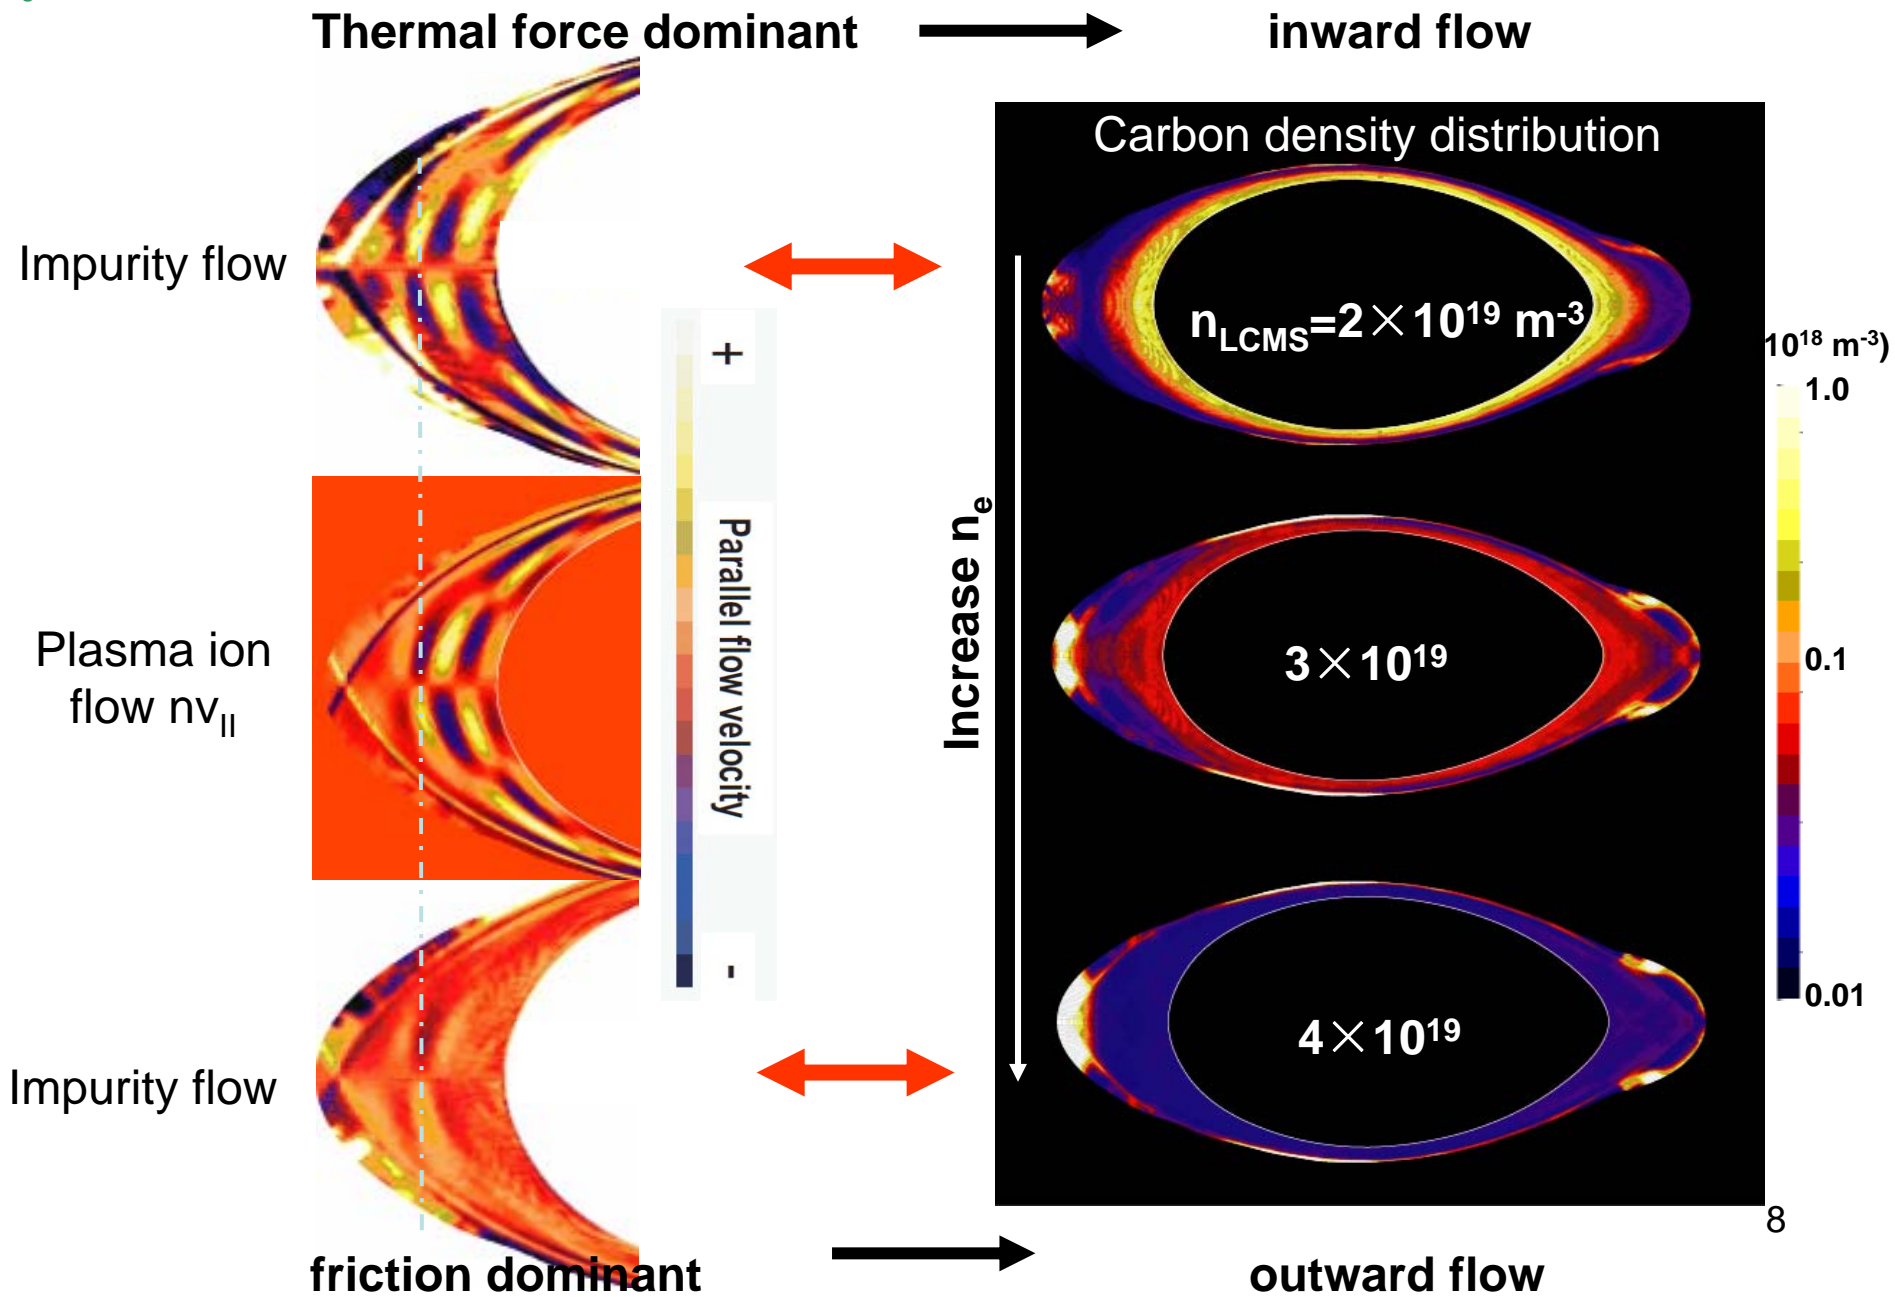 Thermal force dominant
inward flow
Carbon density distribution
Impurity flow
n_LCMS=2×10^19 m^-3
10^18 m^-3)
+
1.0
Parallel flow velocity
Increase n_e
Plasma ion
flow nv_II
3×10^19
0.1
-
0.01
4×10^19
Impurity flow
8
friction dominant
outward flow